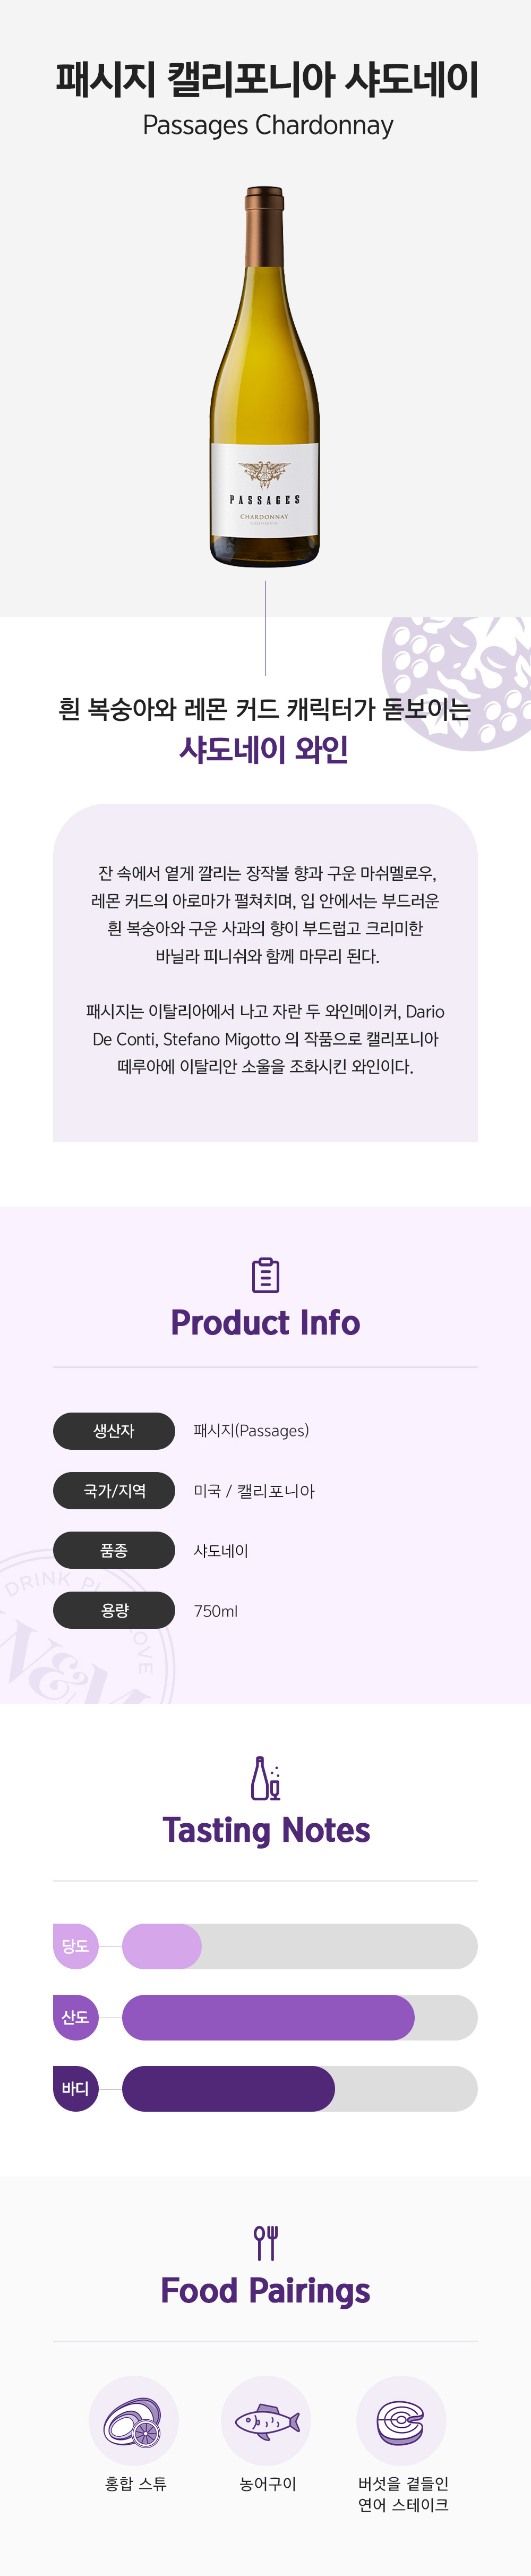 패시지 캘리포니아 샤도네이
Passages Chardonnay
PASSAGES
CHARDONNAY
CALIFORNIA
흰 복숭아와 레몬 커드 캐릭터가 돋보이는
샤도네이 와인
잔 속에서 옅게 깔리는 장작불 향과 구운 마쉬멜로우,
레몬 커드의 아로마가 펼쳐치며, 입 안에서는 부드러운
흰 복숭아와 구운 사과의 향이 부드럽고 크리미한
바닐라 피니쉬와 함께 마무리 된다.
패시지는 이탈리아에서 나고 자란 두 와인메이커, Dario
De Conti, Stefano Migotto 의 작품으로 캘리포니아
떼루아에 이탈리안 소울을 조화시킨 와인이다.
Product Info
생산자 패시지(Passages)
국가/지역 미국 / 캘리포니아
품종 샤도네이
용량 750ml
DRINK
W&M
Tasting Notes
당도
산도
바디
Food Pairings
홍합 스튜
농어구이
버섯을 곁들인
연어 스테이크